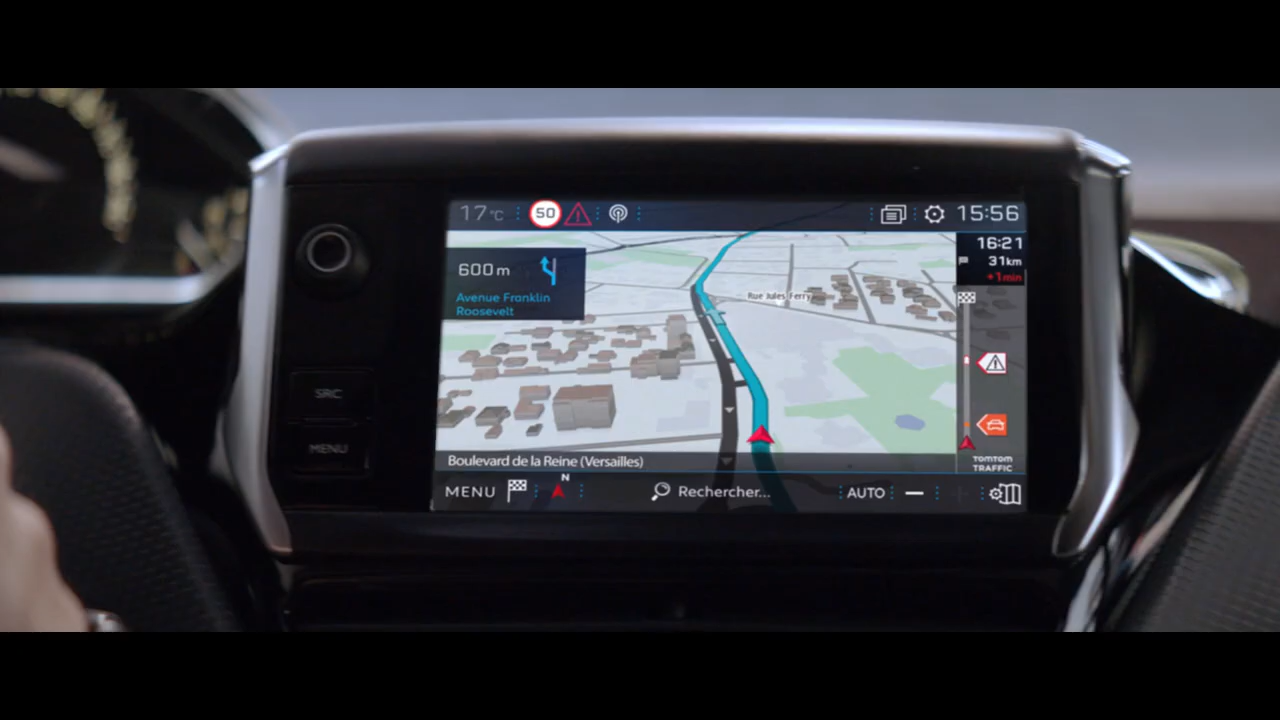 17°C 50 15:56
600 m
Avenue Franklin
Roosevelt
16:21
31km
+1min
Rue Jules Ferry
SRC
MENU
Boulevard de la Reine (Versailles)
TOMTOM
TRAFFIC
MENU N Rechercher... AUTO